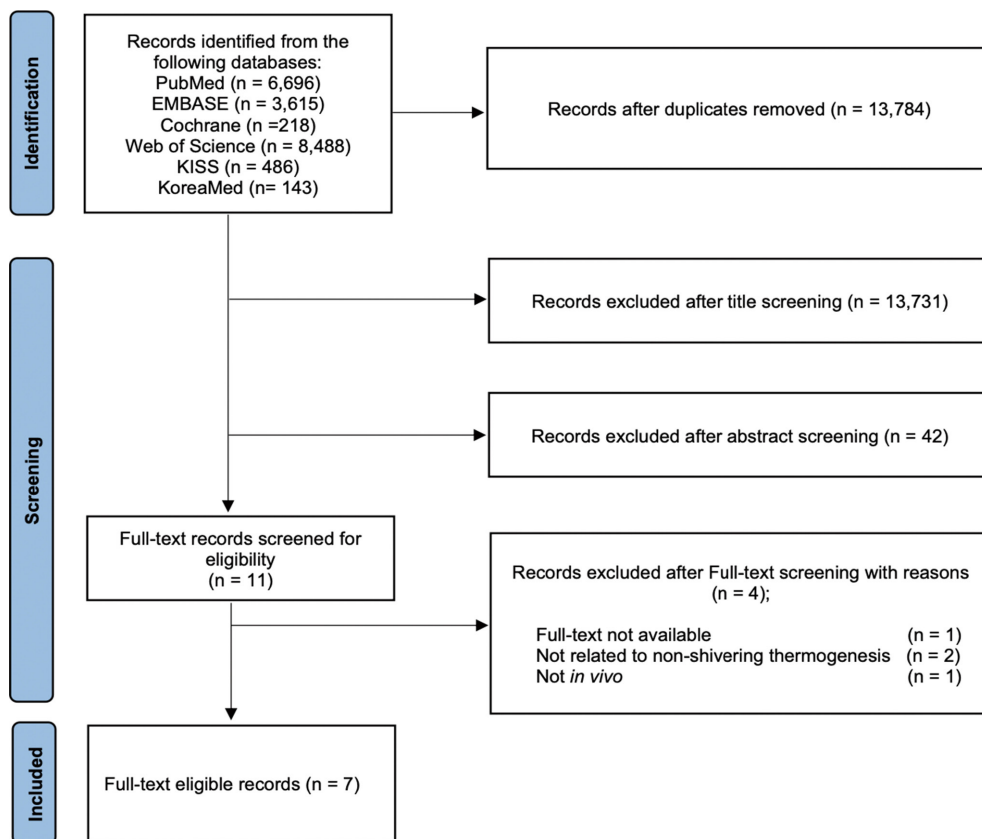 Identification
Records identified from the
following databases:
PubMed (n = 6,696)
EMBASE (n = 3,615)
Cochrane (n =218)
Web of Science (n = 8,488)
KISS (n = 486)
KoreaMed (n= 143)
Records after duplicates removed (n = 13,784)
Screening
Records excluded after title screening (n = 13,731)
Records excluded after abstract screening (n = 42)
Full-text records screened for
eligibility
(n = 11)
Records excluded after Full-text screening with reasons
(n = 4);
Full-text not available (n = 1)
Not related to non-shivering thermogenesis (n = 2)
Not in vivo (n = 1)
Included
Full-text eligible records (n = 7)